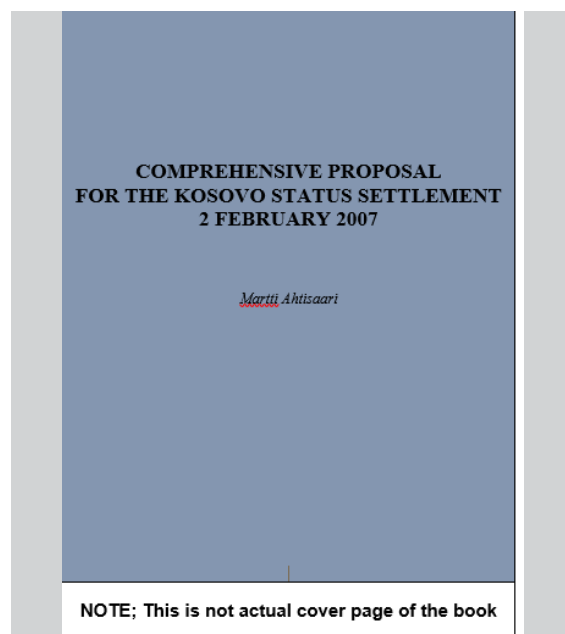 COMPREHENSIVE PROPOSAL
FOR THE KOSOVO STATUS SETTLEMENT
2 FEBRUARY 2007
Martti Ahtisaari
NOTE; This is not actual cover page of the book